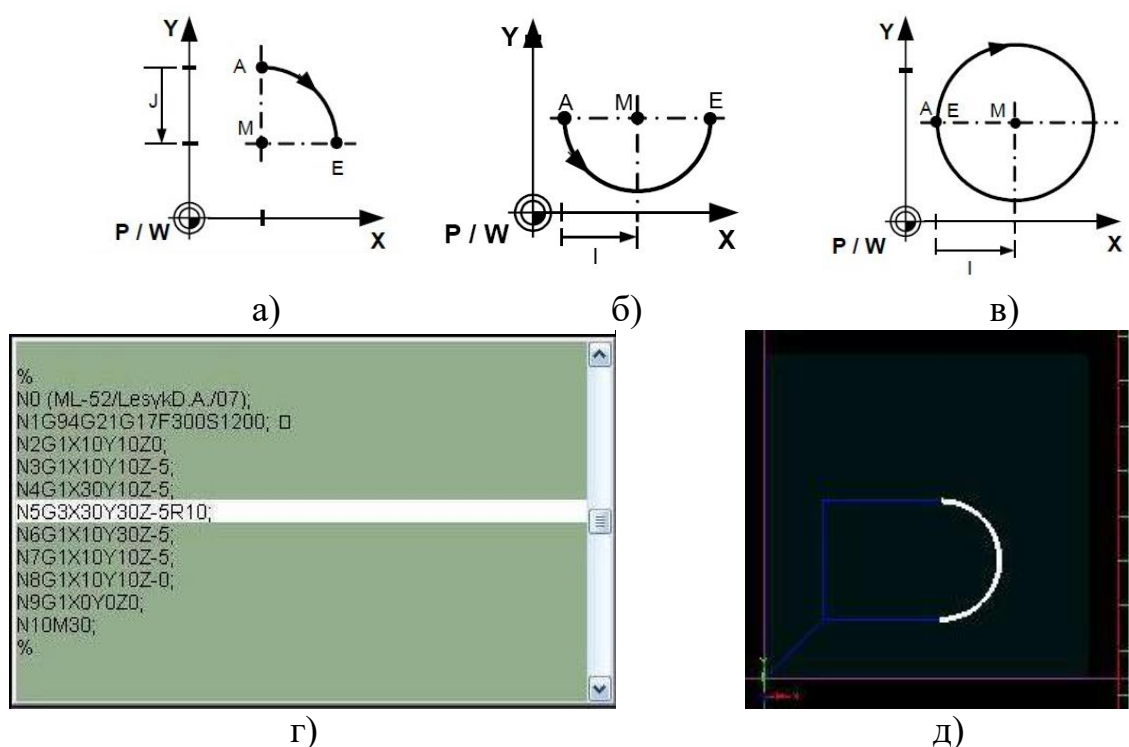 Y
A
J
M
E
P / W
X
а)
Y
A
M
E
P / W
I
X
б)
Y
A
E
M
P / W
I
X
в)
%
N0 (ML-52/LesykD.A./07);
N1G94G21G17F300S1200; □
N2G1X10Y10Z0;
N3G1X10Y10Z-5;
N4G1X30Y10Z-5;
N5G3X30Y30Z-5R10;
N6G1X10Y30Z-5;
N7G1X10Y10Z-5;
N8G1X10Y10Z-0;
N9G1X0Y0Z0;
N10M30;
%
г)
Y
X
д)